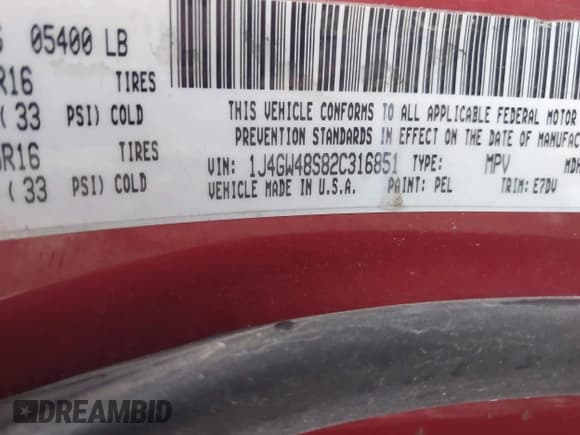 05400 LB
R16 TIRES
( 33 PSI) COLD
R16 TIRES
( 33 PSI) COLD
THIS VEHICLE CONFORMS TO ALL APPLICABLE FEDERAL MOTOR
PREVENTION STANDARDS IN EFFECT ON THE DATE OF MANUFAC
VIN: 1J4GW48S82C316851 TYPE: MPV MDH
VEHICLE MADE IN U.S.A. PAINT: PEL TRIM: E7DV
DREAMBID